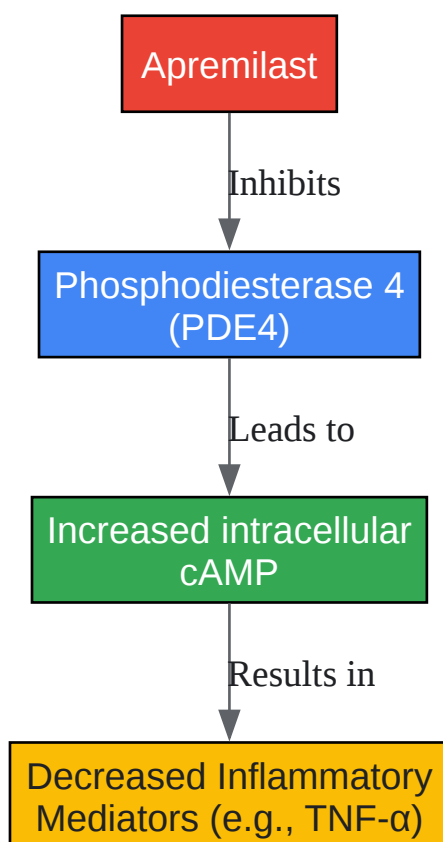 Apremilast
Inhibits
Phosphodiesterase 4
(PDE4)
Leads to
Increased intracellular
cAMP
Results in
Decreased Inflammatory
Mediators (e.g., TNF-α)